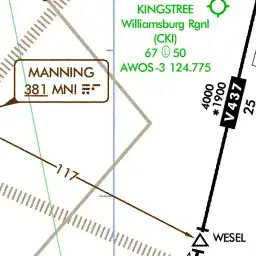 KINGSTREE
Williamsburg Rgnl
(CKI)
67 L 50
AWOS-3 124.775
MANNING
381 MNI
4000
*1900
V437
25
117
WESEL